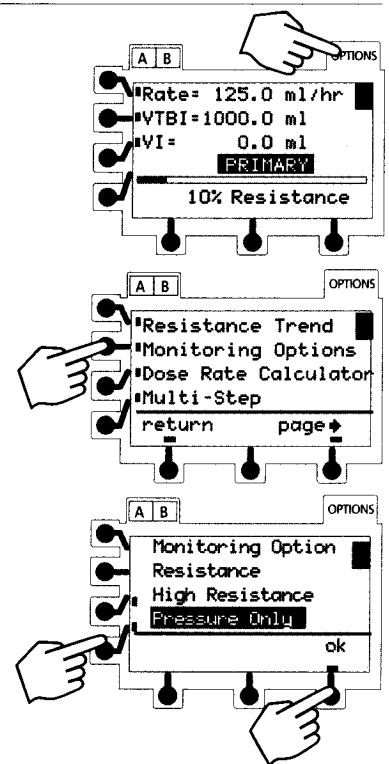 A B OPTIONS
Rate= 125.0 ml/hr
VTBI=1000.0 ml
VI= 0.0 ml
PRIMARY
10% Resistance
A B OPTIONS
Resistance Trend
Monitoring Options
Dose Rate Calculator
Multi-Step
return page
A B OPTIONS
Monitoring Option
Resistance
High Resistance
Pressure Only
ok